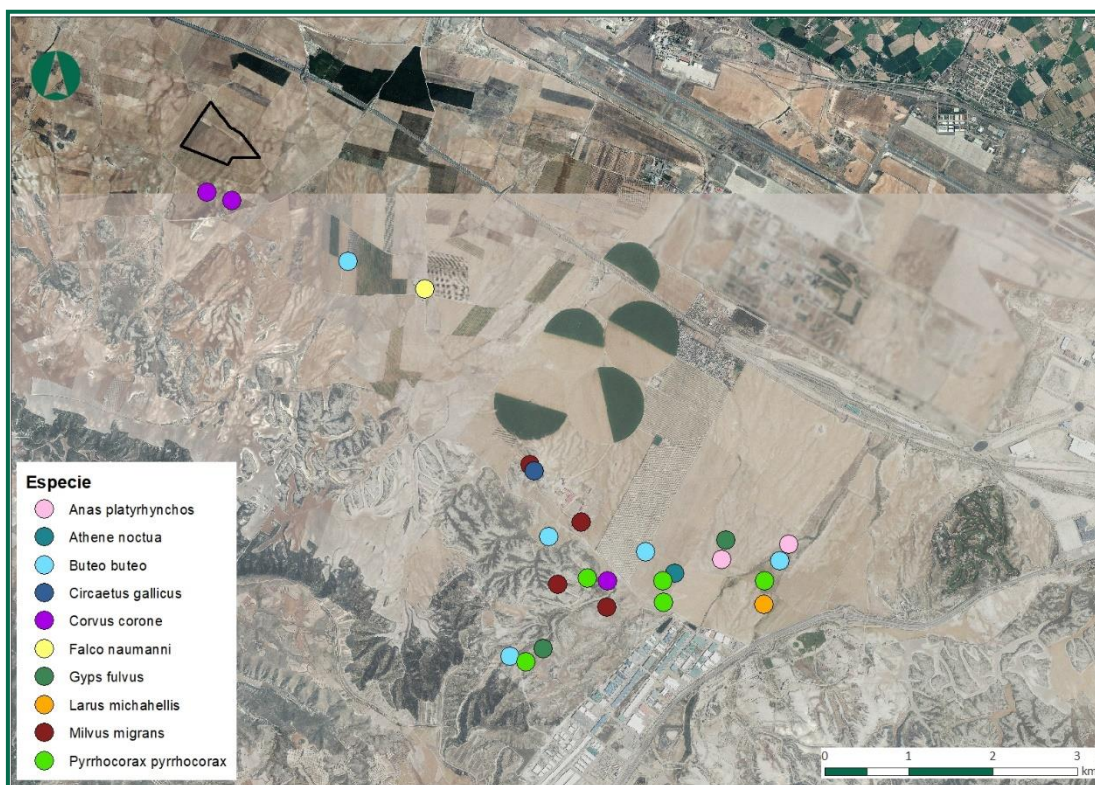 Especie
Anas platyrhynchos
Athene noctua
Buteo buteo
Circaetus gallicus
Corvus corone
Falco naumanni
Gyps fulvus
Larus michahellis
Milvus migrans
Pyrrhocorax pyrrhocorax
0 1 2 3
km